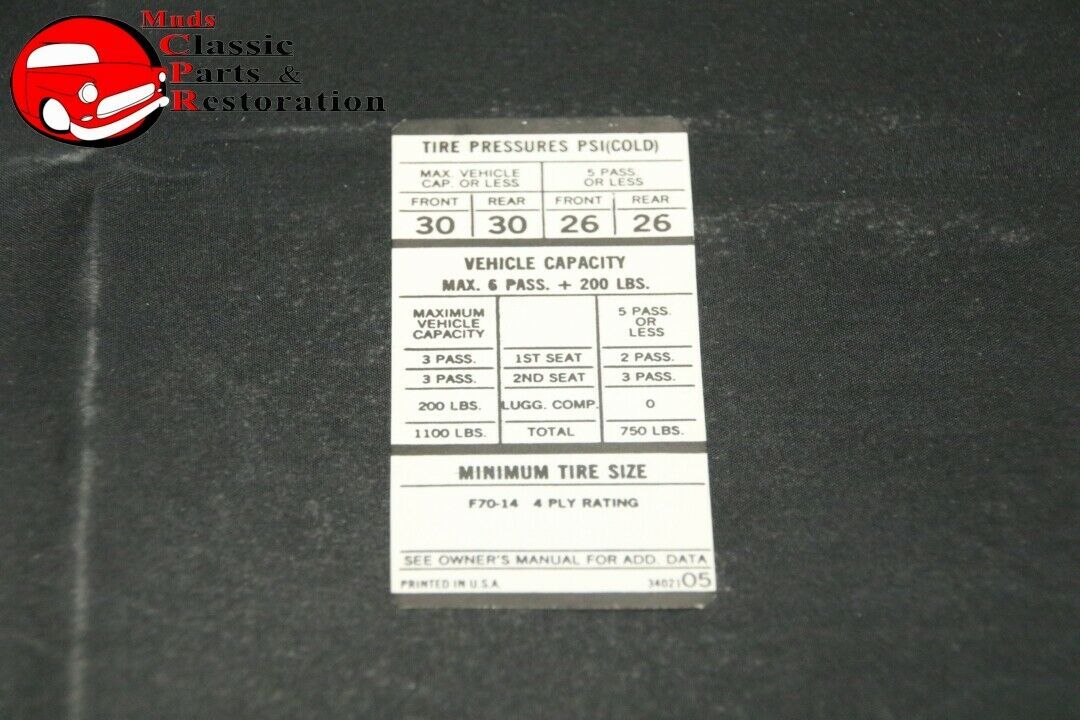 Muds
Classic
Parts &
Restoration
TIRE PRESSURES PSI(COLD)
MAX. VEHICLE
CAP. OR LESS
5 PASS.
OR LESS
FRONT REAR FRONT REAR
30 30 26 26
VEHICLE CAPACITY
MAX. 6 PASS. + 200 LBS.
MAXIMUM
VEHICLE
CAPACITY
5 PASS.
OR
LESS
3 PASS. 1ST SEAT 2 PASS.
3 PASS. 2ND SEAT 3 PASS.
200 LBS. LUGG. COMP. 0
1100 LBS. TOTAL 750 LBS.
MINIMUM TIRE SIZE
F70-14 4 PLY RATING
SEE OWNER'S MANUAL FOR ADD. DATA
PRINTED IN U.S.A. 3402105